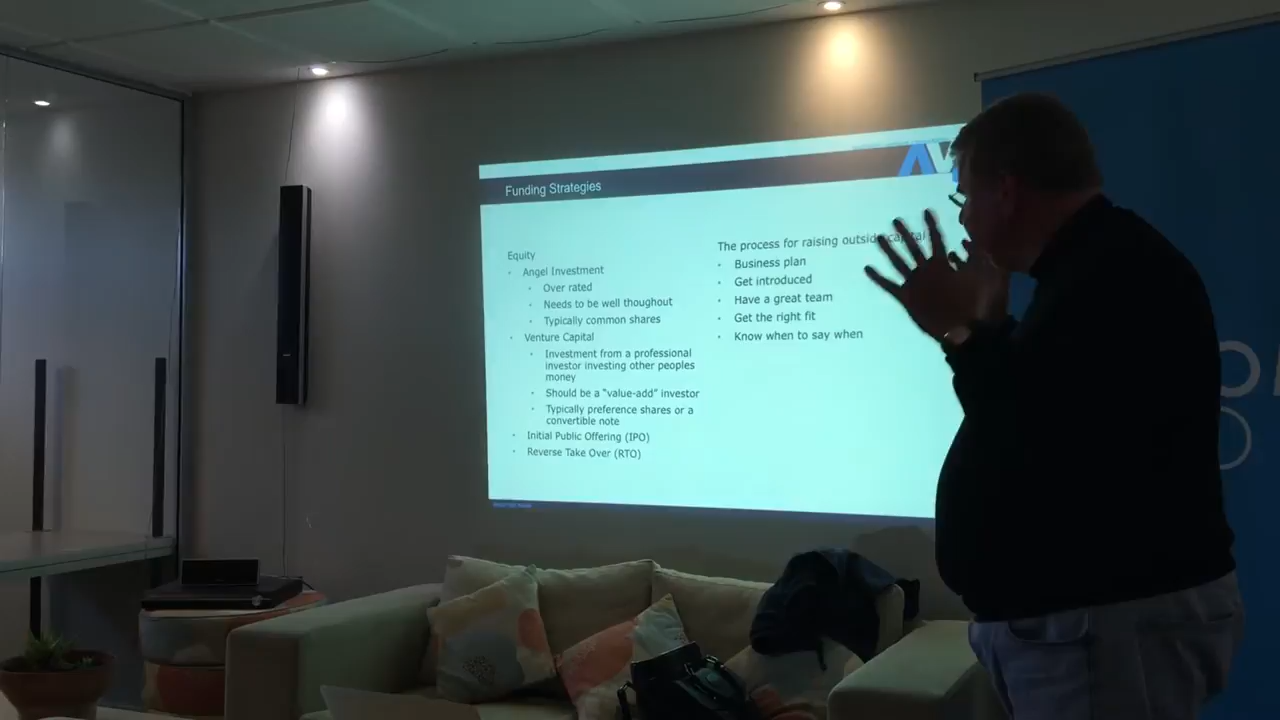 Funding Strategies
Equity
Angel Investment
Over rated
Needs to be well thoughout
Typically common shares
Venture Capital
Investment from a professional
investor investing other peoples
money
Should be a "value-add" investor
Typically preference shares or a
convertible note
Initial Public Offering (IPO)
Reverse Take Over (RTO)
The process for raising outside capital
Business plan
Get introduced
Have a great team
Get the right fit
Know when to say when